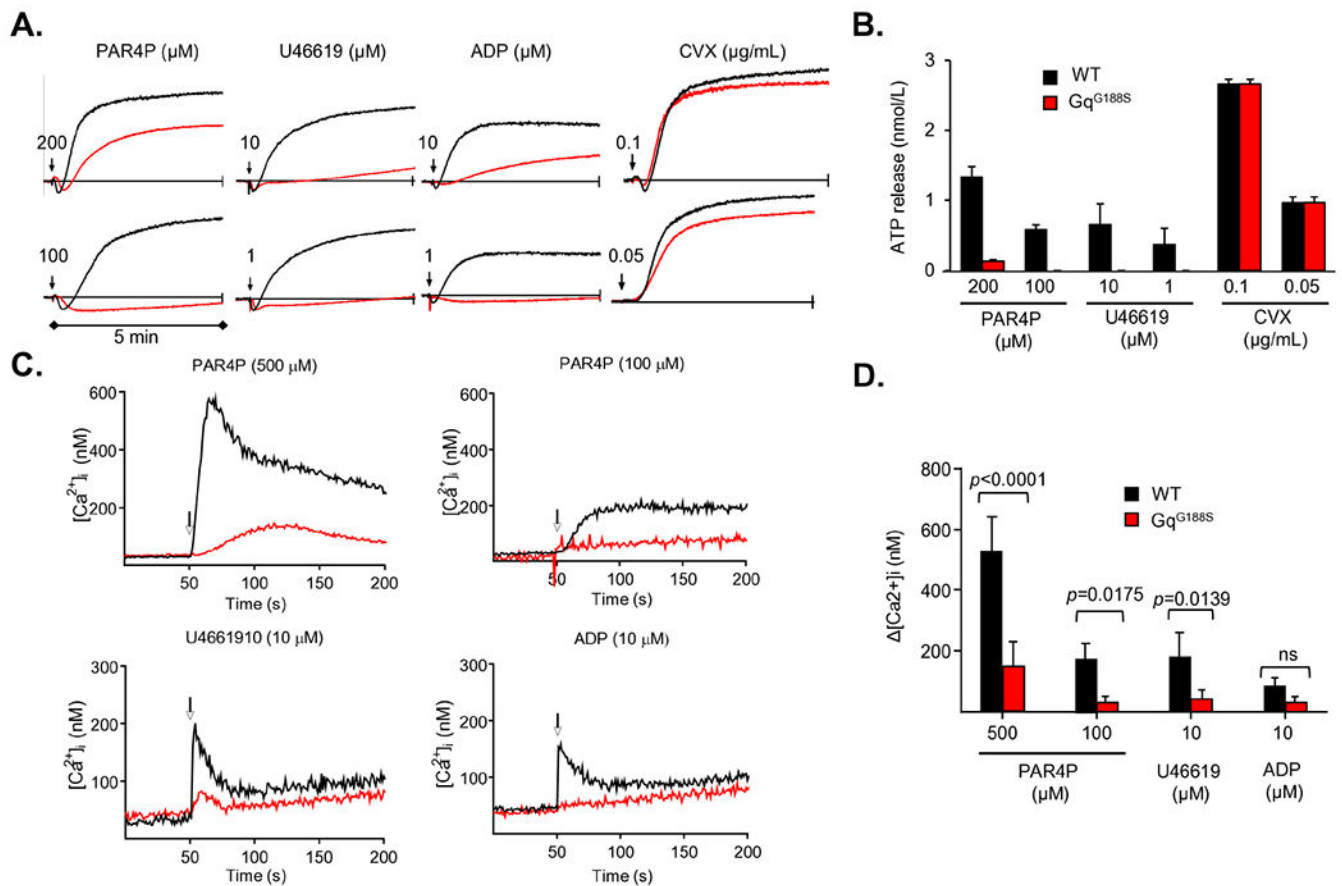 A.
PAR4P (µM)
U46619 (µM)
ADP (µM)
CVX (µg/mL)
200
10
10
0.1
100
1
1
0.05
5 min
B.
ATP release (nmol/L)
3
2
1
0
WT
Gq^G188S
200
100
10
1
0.1
0.05
PAR4P
(µM)
U46619
(µM)
CVX
(µg/mL)
C.
PAR4P (500 µM)
[Ca2+]i (nM)
600
400
200
50
100
150
200
Time (s)
PAR4P (100 µM)
[Ca2+]i (nM)
600
400
200
50
100
150
200
Time (s)
U4661910 (10 µM)
[Ca2+]i (nM)
300
200
100
50
100
150
200
Time (s)
ADP (10 µM)
[Ca2+]i (nM)
300
200
100
50
100
150
200
Time (s)
D.
Δ[Ca2+]i (nM)
800
600
400
200
p<0.0001
p=0.0175
p=0.0139
ns
WT
Gq^G188S
500
100
10
10
PAR4P
(µM)
U46619
(µM)
ADP
(µM)